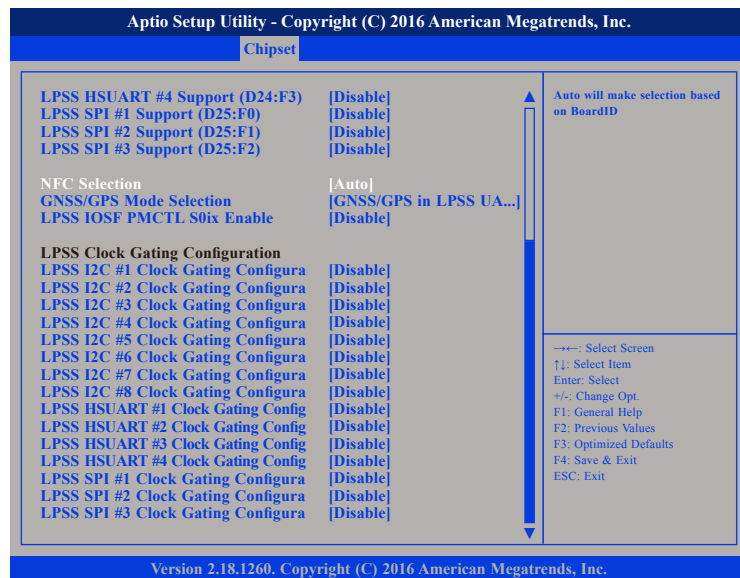 Aptio Setup Utility - Copyright (C) 2016 American Megatrends, Inc.
Chipset
LPSS HSUART #4 Support (D24:F3) [Disable]
LPSS SPI #1 Support (D25:F0) [Disable]
LPSS SPI #2 Support (D25:F1) [Disable]
LPSS SPI #3 Support (D25:F2) [Disable]
NFC Selection [Auto]
GNSS/GPS Mode Selection [GNSS/GPS in LPSS UA...]
LPSS IOSF PMCTL S0ix Enable [Disable]
LPSS Clock Gating Configuration
LPSS I2C #1 Clock Gating Configura [Disable]
LPSS I2C #2 Clock Gating Configura [Disable]
LPSS I2C #3 Clock Gating Configura [Disable]
LPSS I2C #4 Clock Gating Configura [Disable]
LPSS I2C #5 Clock Gating Configura [Disable]
LPSS I2C #6 Clock Gating Configura [Disable]
LPSS I2C #7 Clock Gating Configura [Disable]
LPSS I2C #8 Clock Gating Configura [Disable]
LPSS HSUART #1 Clock Gating Config [Disable]
LPSS HSUART #2 Clock Gating Config [Disable]
LPSS HSUART #3 Clock Gating Config [Disable]
LPSS HSUART #4 Clock Gating Config [Disable]
LPSS SPI #1 Clock Gating Configura [Disable]
LPSS SPI #2 Clock Gating Configura [Disable]
LPSS SPI #3 Clock Gating Configura [Disable]
Auto will make selection based
on BoardID
→←: Select Screen
↑↓: Select Item
Enter: Select
+/-: Change Opt.
F1: General Help
F2: Previous Values
F3: Optimized Defaults
F4: Save & Exit
ESC: Exit
Version 2.18.1260. Copyright (C) 2016 American Megatrends, Inc.